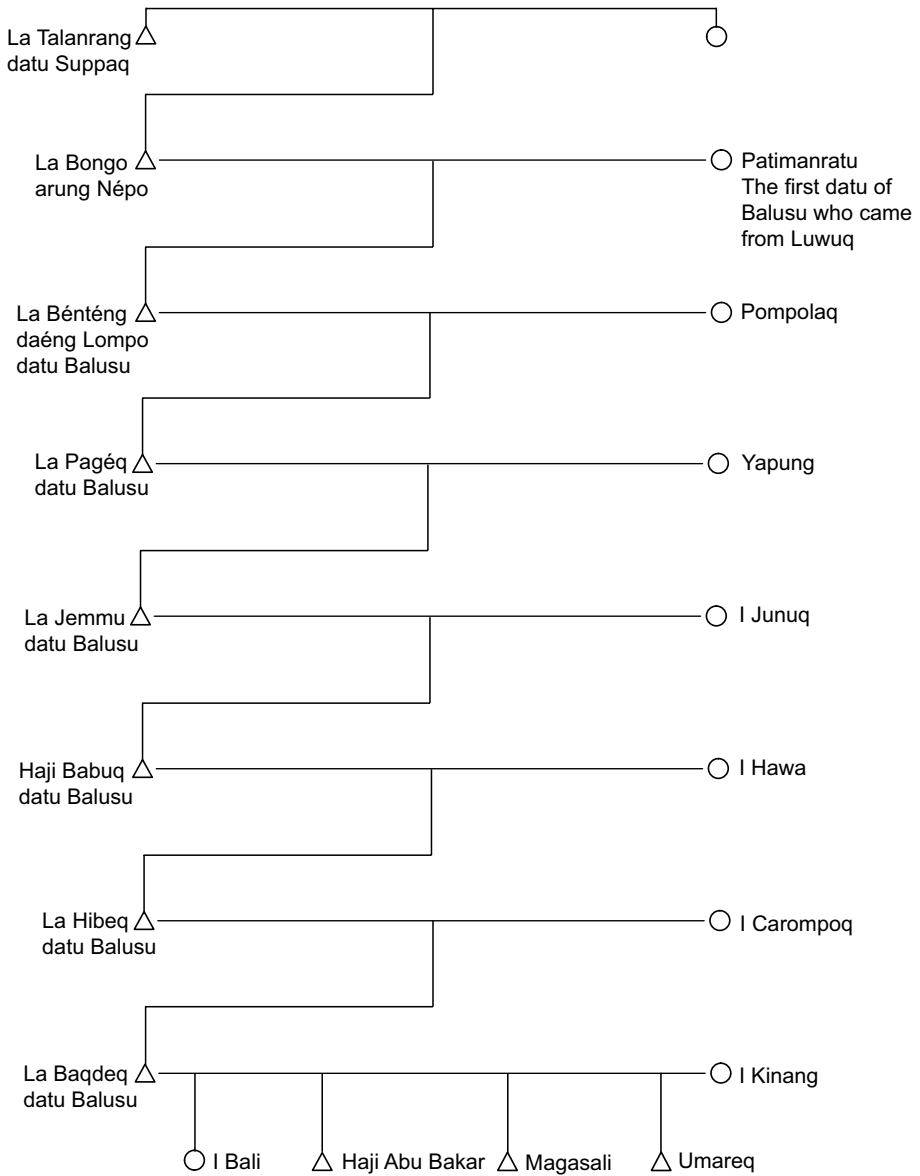 La Talanrang
datu Suppaq
La Bongo
arung Népo
Patimanratu
The first datu of
Balusu who came
from Luwuq
La Bénténg
daéng Lompo
datu Balusu
Pompolaq
La Pagéq
datu Balusu
Yapung
La Jemmu
datu Balusu
I Junuq
Haji Babuq
datu Balusu
I Hawa
La Hibeq
datu Balusu
I Carompoq
La Baqdeq
datu Balusu
I Kinang
I Bali
Haji Abu Bakar
Magasali
Umareq